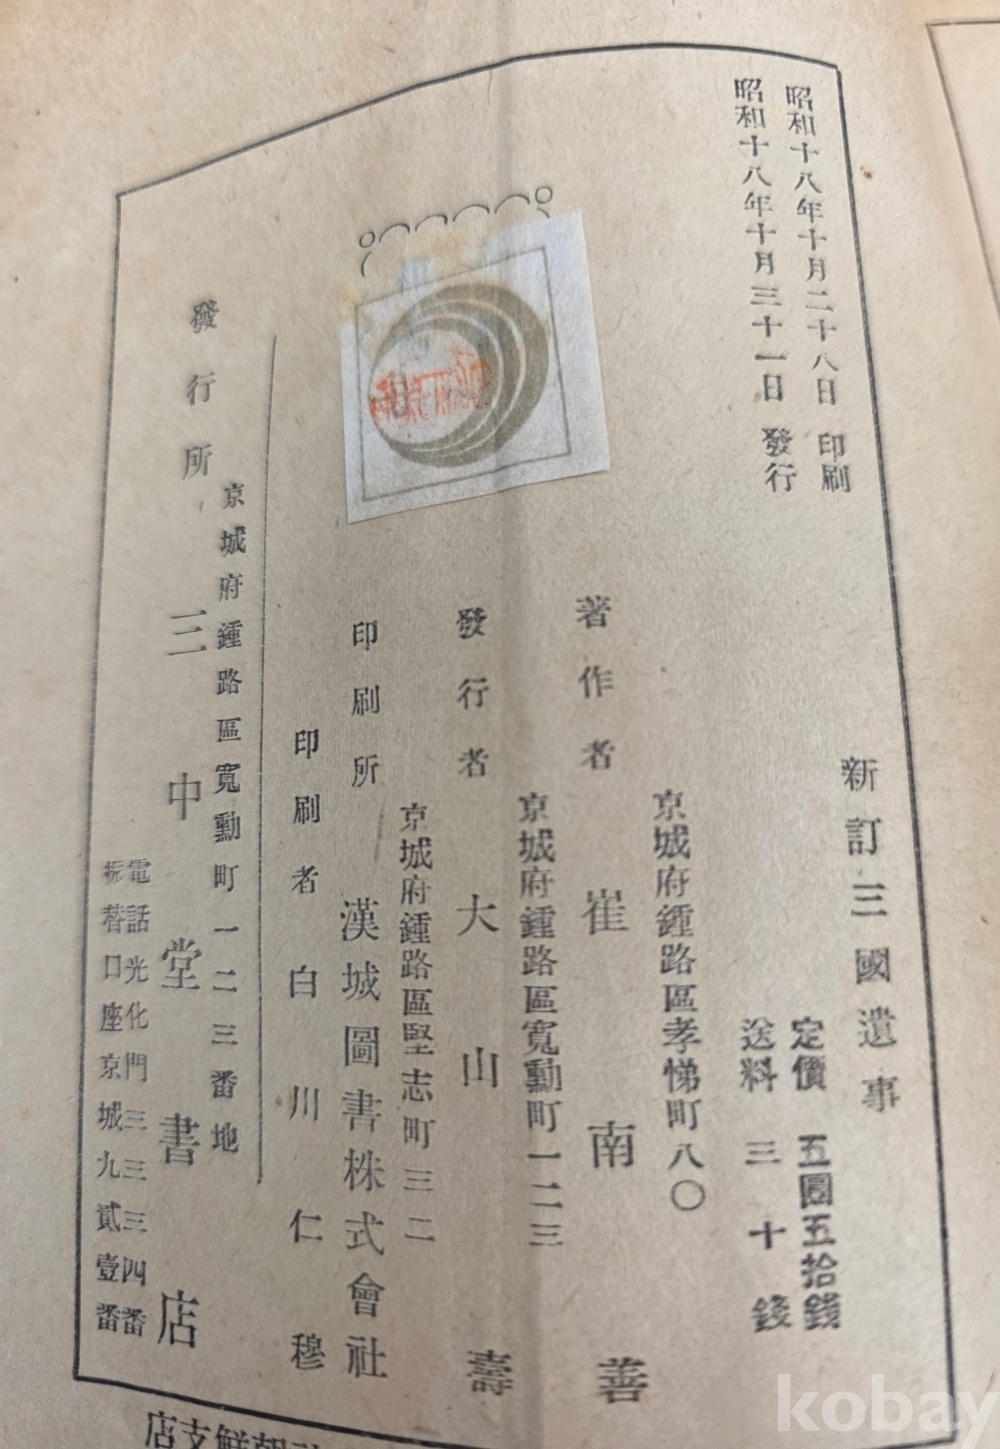 昭和十八年十月二十八日 印刷
昭和十八年十月三十一日 發行
新訂三國遺事
定價 五圓五拾錢
送料 三十錢
京城府鍾路區孝悌町八〇
著作者 崔南善
京城府鍾路區寬勳町一二三
發行者 大山壽
京城府鍾路區堅志町三二
印刷所 漢城圖書株式會社
印刷者 白川仁穆
京城府鍾路區寬勳町一二三番地
發行所 三中堂書店
電話光化門三三三四番
振替口座京城九貳壹番
店支鮮朝
kobay